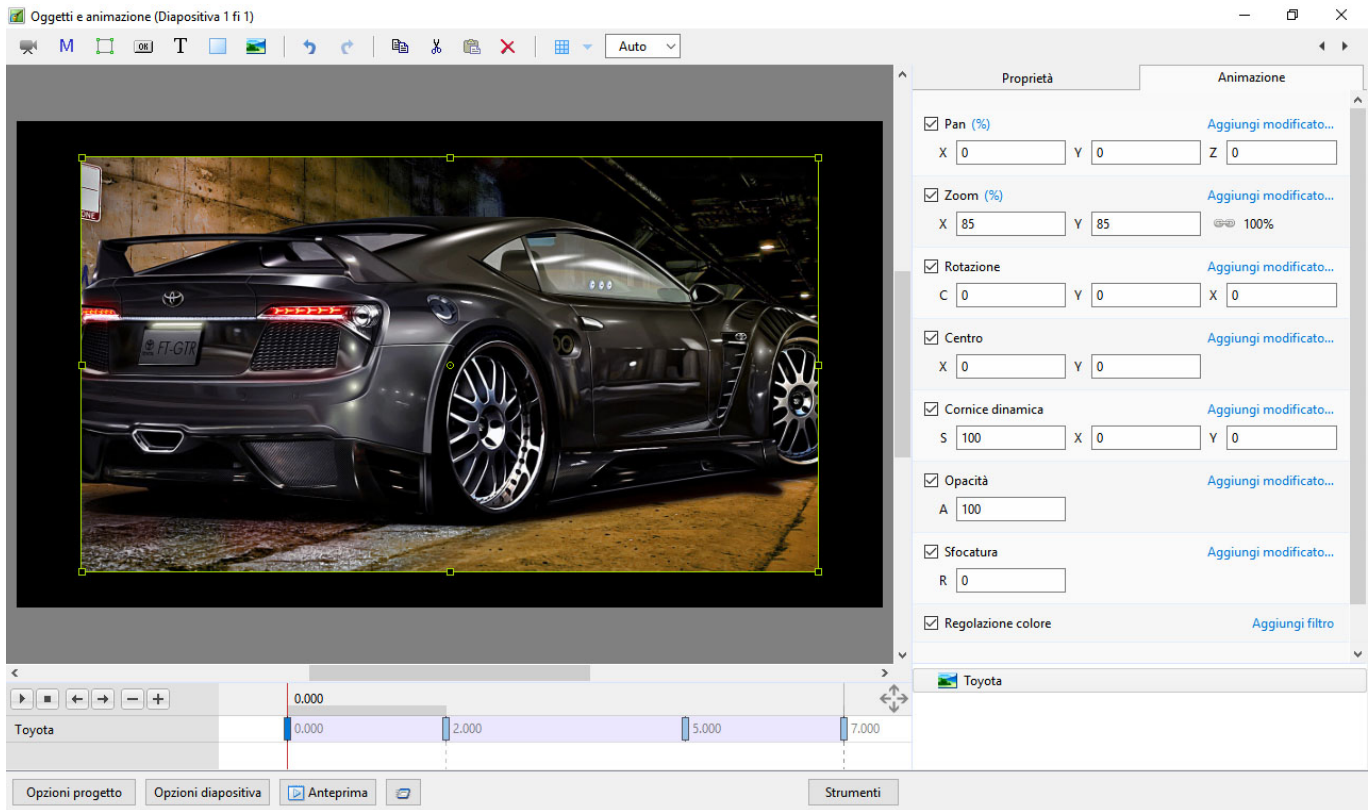 Oggetti e animazione (Diapositiva 1 fi 1)
M OK T Auto
Proprietà Animazione
Pan (%) Aggiungi modificato...
X 0 Y 0 Z 0
Zoom (%) Aggiungi modificato...
X 85 Y 85 100%
Rotazione Aggiungi modificato...
C 0 Y 0 X 0
Centro Aggiungi modificato...
X 0 Y 0
Cornice dinamica Aggiungi modificato...
S 100 X 0 Y 0
Opacità Aggiungi modificato...
A 100
Sfocatura Aggiungi modificato...
R 0
Regolazione colore Aggiungi filtro
ONE
FT-GTR
Toyota
0.000
Toyota 0.000 2.000 5.000 7.000
Opzioni progetto Opzioni diapositiva Anteprima Strumenti